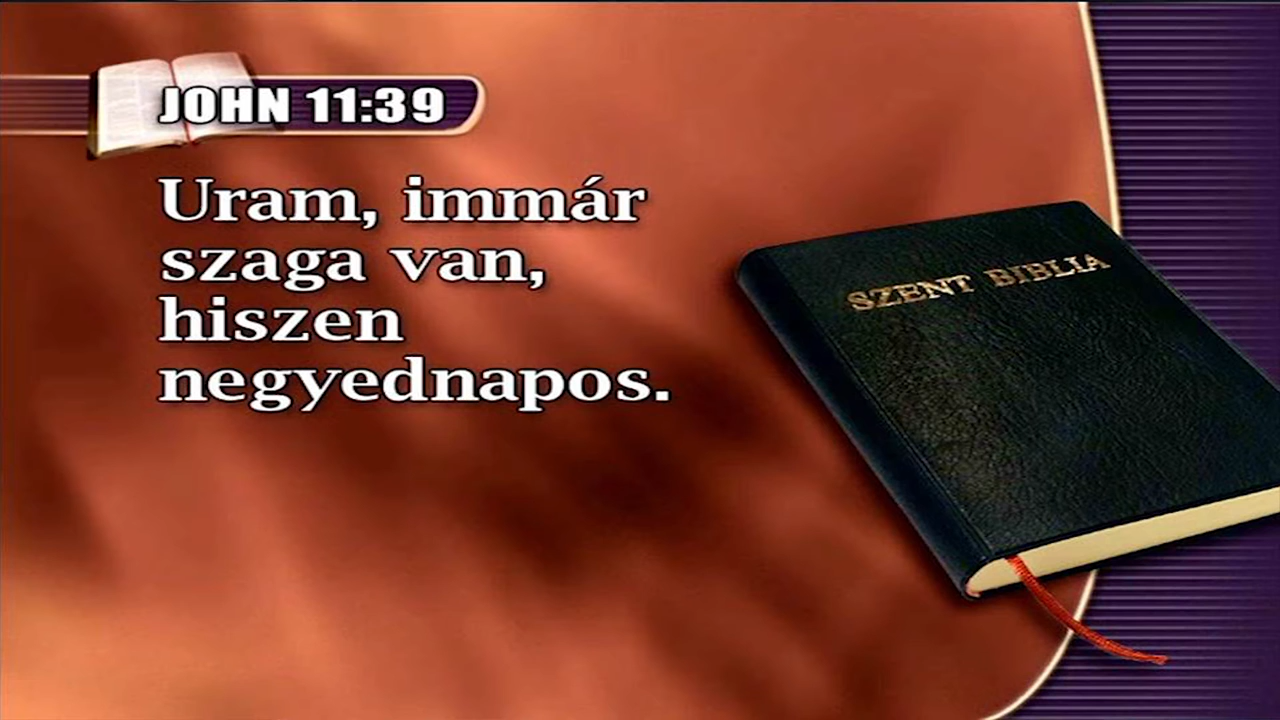 JOHN 11:39
Uram, immár
szaga van,
hiszen
negyednapos.
SZENT BIBLIA